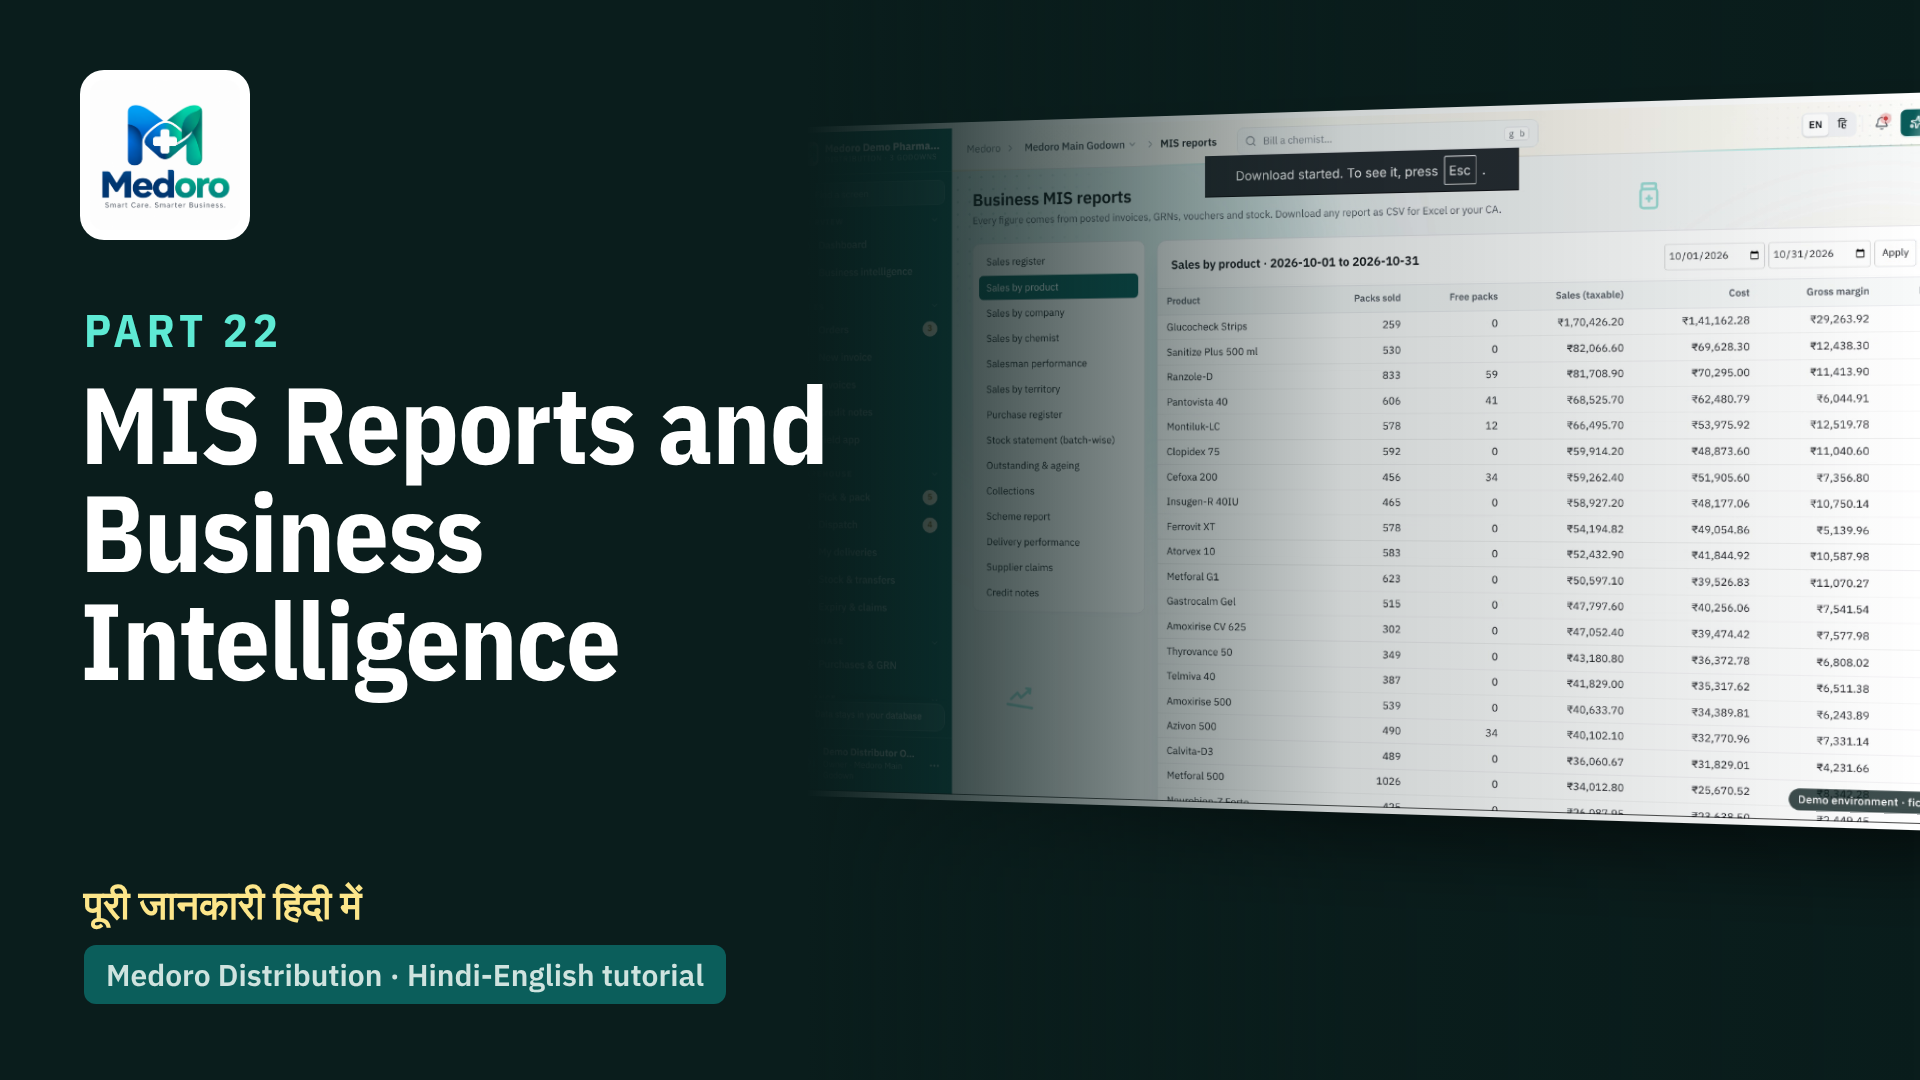 Medoro
Smart Care. Smarter Business.
PART 22
MIS Reports and
Business
Intelligence
पूरी जानकारी हिंदी में
Medoro Distribution · Hindi-English tutorial
Medoro Demo Pharma...
Medoro > Medoro Main Godown > MIS reports
Bill a chemist...
g b
EN हि
Download started. To see it, press Esc .
Business MIS reports
Every figure comes from posted invoices, GRNs, vouchers and stock. Download any report as CSV for Excel or your CA.
Sales register
Sales by product
Sales by company
Sales by chemist
Salesman performance
Sales by territory
Purchase register
Stock statement (batch-wise)
Outstanding & ageing
Collections
Scheme report
Delivery performance
Supplier claims
Credit notes
Sales by product · 2026-10-01 to 2026-10-31
10/01/2026 10/31/2026 Apply
Product Packs sold Free packs Sales (taxable) Cost Gross margin
Glucocheck Strips 259 0 ₹1,70,426.20 ₹1,41,162.28 ₹29,263.92
Sanitize Plus 500 ml 530 0 ₹82,066.60 ₹69,628.30 ₹12,438.30
Ranzole-D 833 59 ₹81,708.90 ₹70,295.00 ₹11,413.90
Pantovista 40 606 41 ₹68,525.70 ₹62,480.79 ₹6,044.91
Montiluk-LC 578 12 ₹66,495.70 ₹53,975.92 ₹12,519.78
Clopidex 75 592 0 ₹59,914.20 ₹48,873.60 ₹11,040.60
Cefoxa 200 456 34 ₹59,262.40 ₹51,905.60 ₹7,356.80
Insugen-R 40IU 465 0 ₹58,927.20 ₹48,177.06 ₹10,750.14
Ferrovit XT 578 0 ₹54,194.82 ₹49,054.86 ₹5,139.96
Atorvex 10 583 0 ₹52,432.90 ₹41,844.92 ₹10,587.98
Metforal G1 623 0 ₹50,597.10 ₹39,526.83 ₹11,070.27
Gastrocalm Gel 515 0 ₹47,797.60 ₹40,256.06 ₹7,541.54
Amoxirise CV 625 302 0 ₹47,052.40 ₹39,474.42 ₹7,577.98
Thyrovance 50 349 0 ₹43,180.80 ₹36,372.78 ₹6,808.02
Telmiva 40 387 0 ₹41,829.00 ₹35,317.62 ₹6,511.38
Amoxirise 500 539 0 ₹40,633.70 ₹34,389.81 ₹6,243.89
Azivon 500 490 34 ₹40,102.10 ₹32,770.96 ₹7,331.14
Calvita-D3 489 0 ₹36,060.67 ₹31,829.01 ₹4,231.66
Metforal 500 1026 0 ₹34,012.80 ₹25,670.52
Demo environment